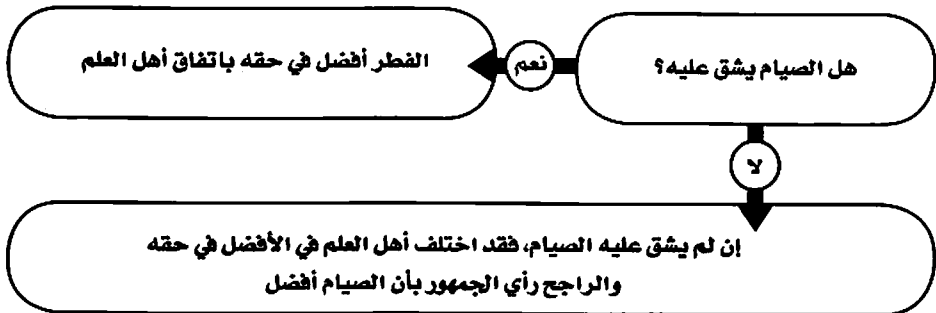 هل الصيام يشق عليه؟
نعم
الفطر أفضل في حقه باتفاق أهل العلم
لا
إن لم يشق عليه الصيام، فقد اختلف أهل العلم في الأفضل في حقه
والراجح رأي الجمهور بأن الصيام أفضل